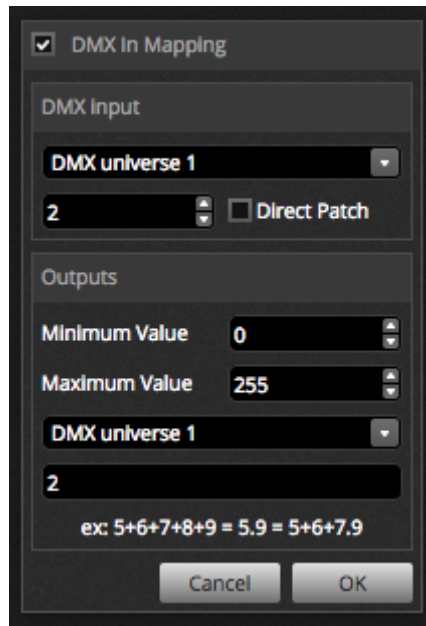 DMX In Mapping
DMX Input
DMX universe 1
2 Direct Patch
Outputs
Minimum Value 0
Maximum Value 255
DMX universe 1
2
ex: 5+6+7+8+9 = 5.9 = 5+6+7.9
Cancel OK